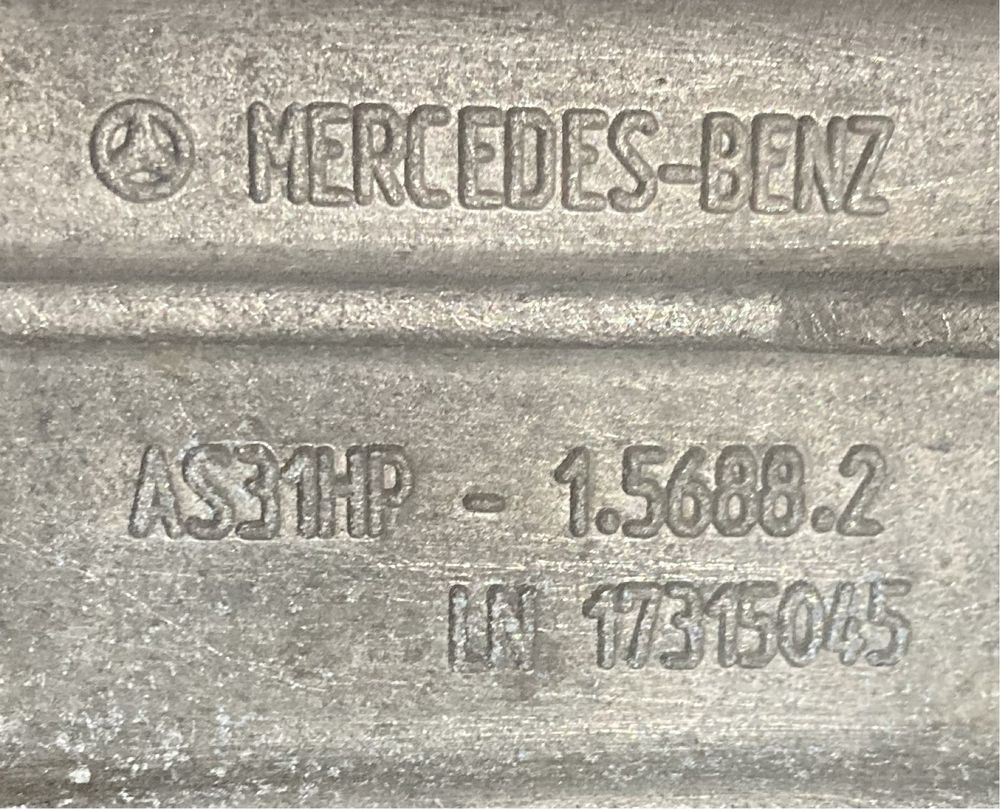 MERCEDES-BENZ
AS31HP - 1.5688.2
LN 17315045